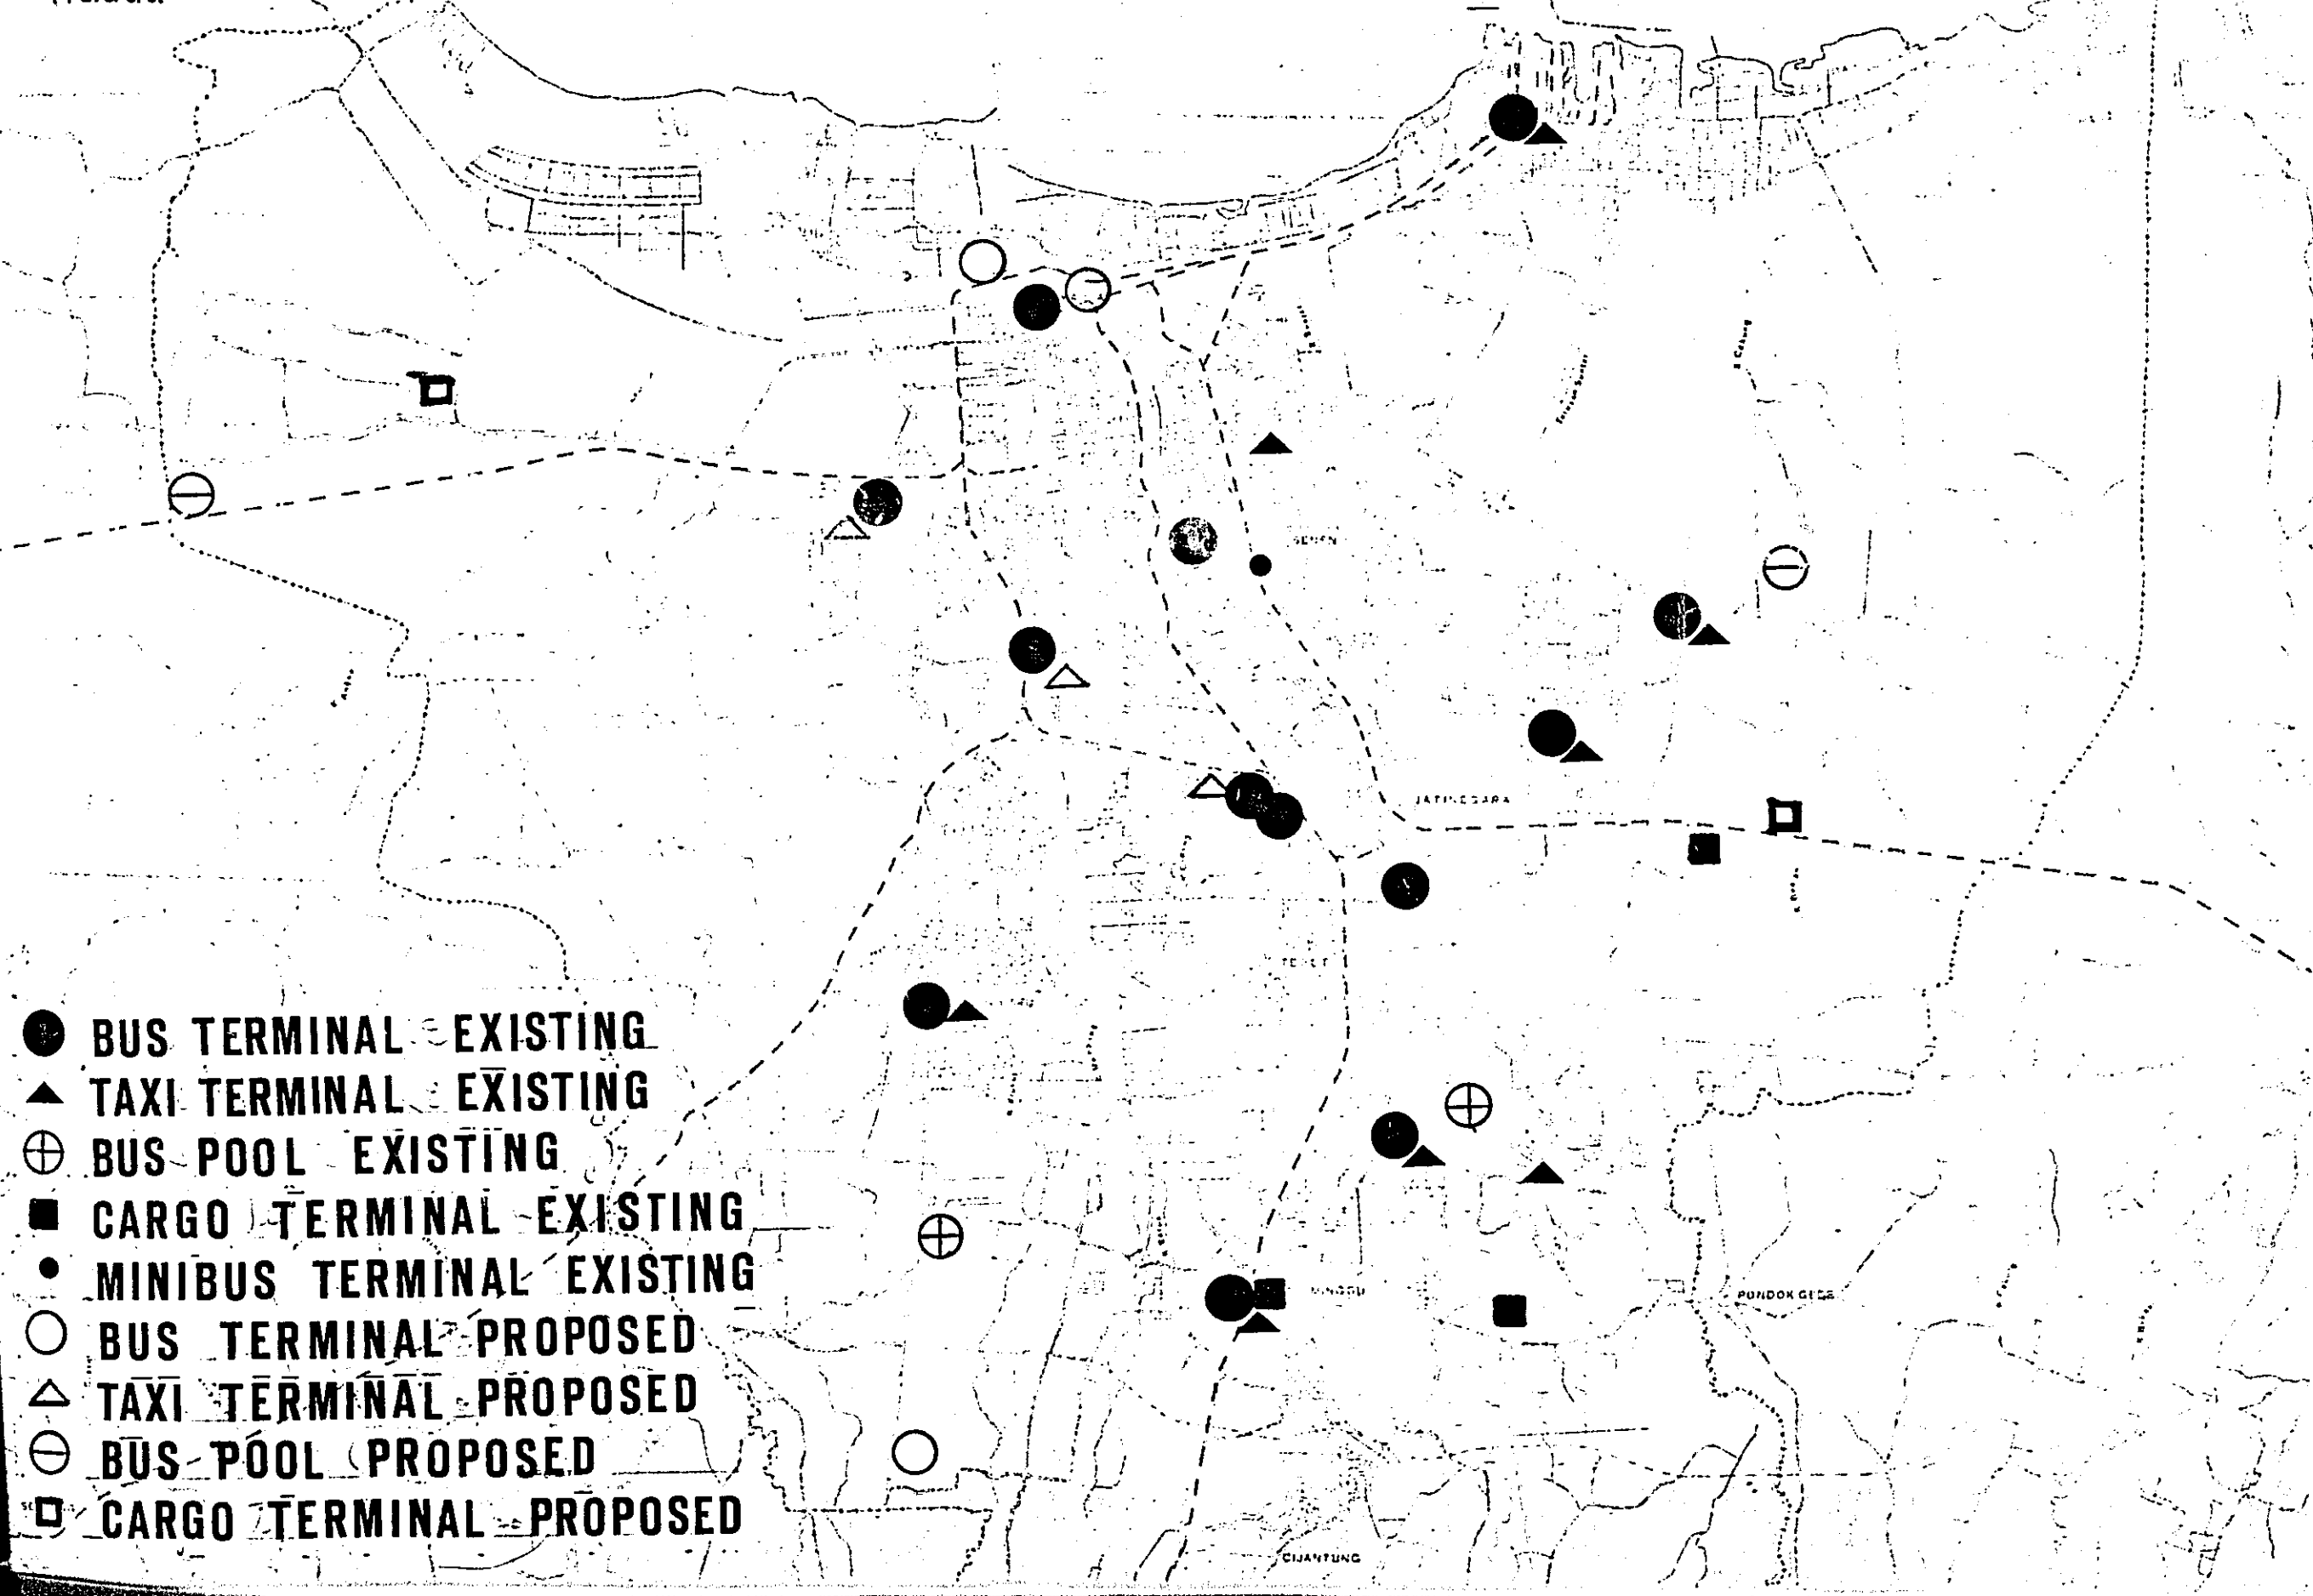 JATINEGARA
PONDOK GEDE
CIJANTUNG
BUS TERMINAL EXISTING
TAXI TERMINAL EXISTING
BUS POOL EXISTING
CARGO TERMINAL EXISTING
MINIBUS TERMINAL EXISTING
BUS TERMINAL PROPOSED
TAXI TERMINAL PROPOSED
BUS POOL PROPOSED
CARGO TERMINAL PROPOSED